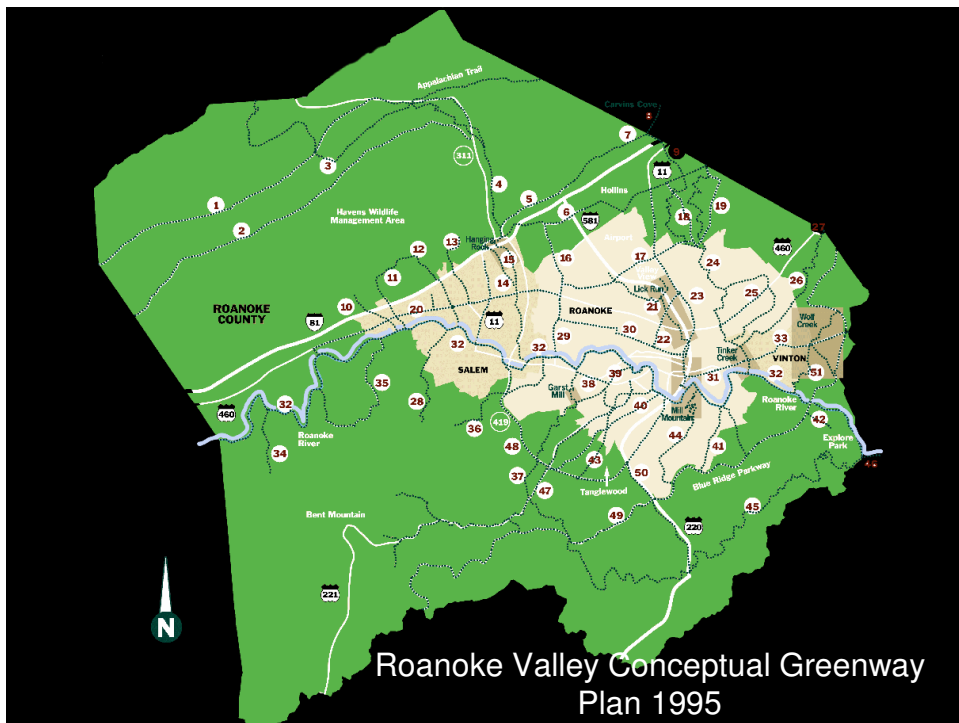 Appalachian Trail
Carvins Cove
8
7
9
311
3
4
11
5
Hollins
1
6
18
19
Havens Wildlife
Management Area
581
2
27
Hanging
Rock
Airport
12
13
460
15
16
17
24
11
Valley
View
26
14
Lick Run
23
25
10
20
21
Wolf
Creek
ROANOKE
COUNTY
81
11
ROANOKE
30
29
22
33
32
32
Tinker
Creek
VINTON
SALEM
39
31
32
51
35
38
Garst
Mill
28
40
Mill
Mountain
Roanoke
River
460
32
36
419
42
Roanoke
River
44
41
Explore
Park
34
48
43
46
37
50
Blue Ridge Parkway
47
Tanglewood
45
Bent Mountain
49
220
221
N
Roanoke Valley Conceptual Greenway
Plan 1995